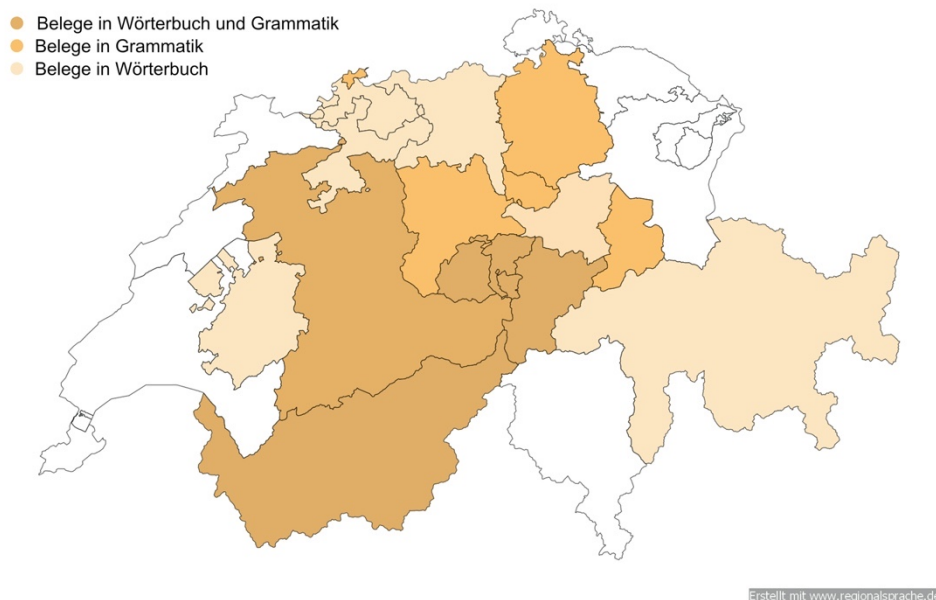 Belege in Wörterbuch und Grammatik
Belege in Grammatik
Belege in Wörterbuch
Erstellt mit www.regionalsprache.de